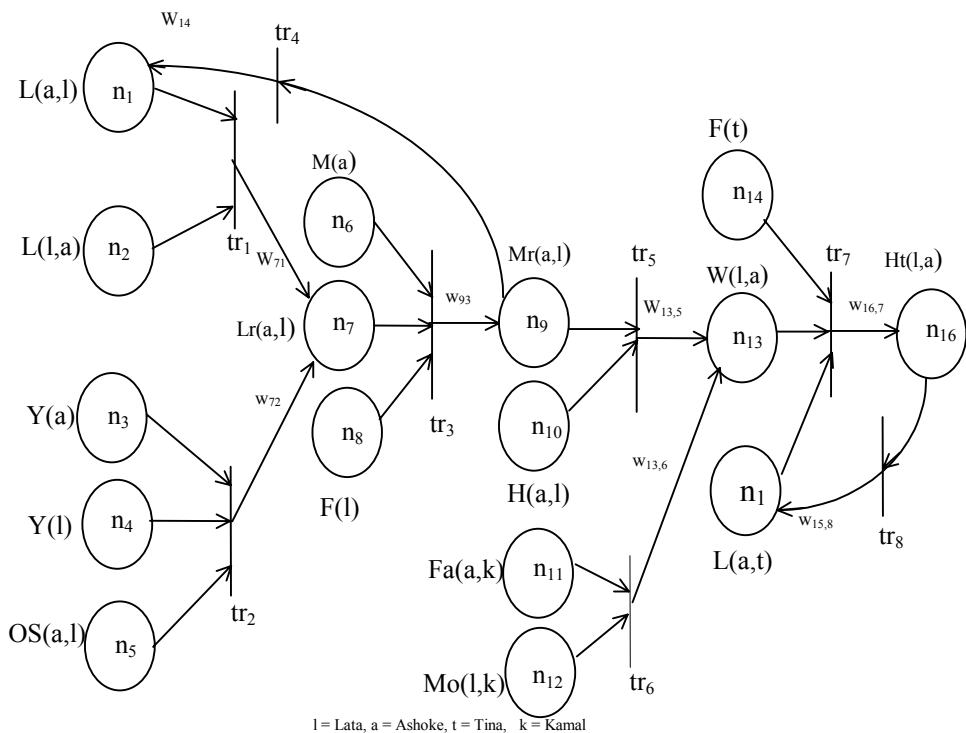 W14
tr4
L(a,l)
n1
F(t)
M(a)
n14
n6
L(l,a)
n2
tr1
W71
Mr(a,l)
tr5
W(l,a)
tr7
Ht(l,a)
Lr(a,l)
n7
w93
n9
W13,5
n13
w16,7
n16
w72
Y(a)
n3
tr3
n8
n10
F(l)
H(a,l)
w13,6
n1
w15,8
tr8
L(a,t)
Y(l)
n4
tr2
Fa(a,k)
n11
OS(a,l)
n5
Mo(l,k)
n12
tr6
l = Lata, a = Ashoke, t = Tina, k = Kamal